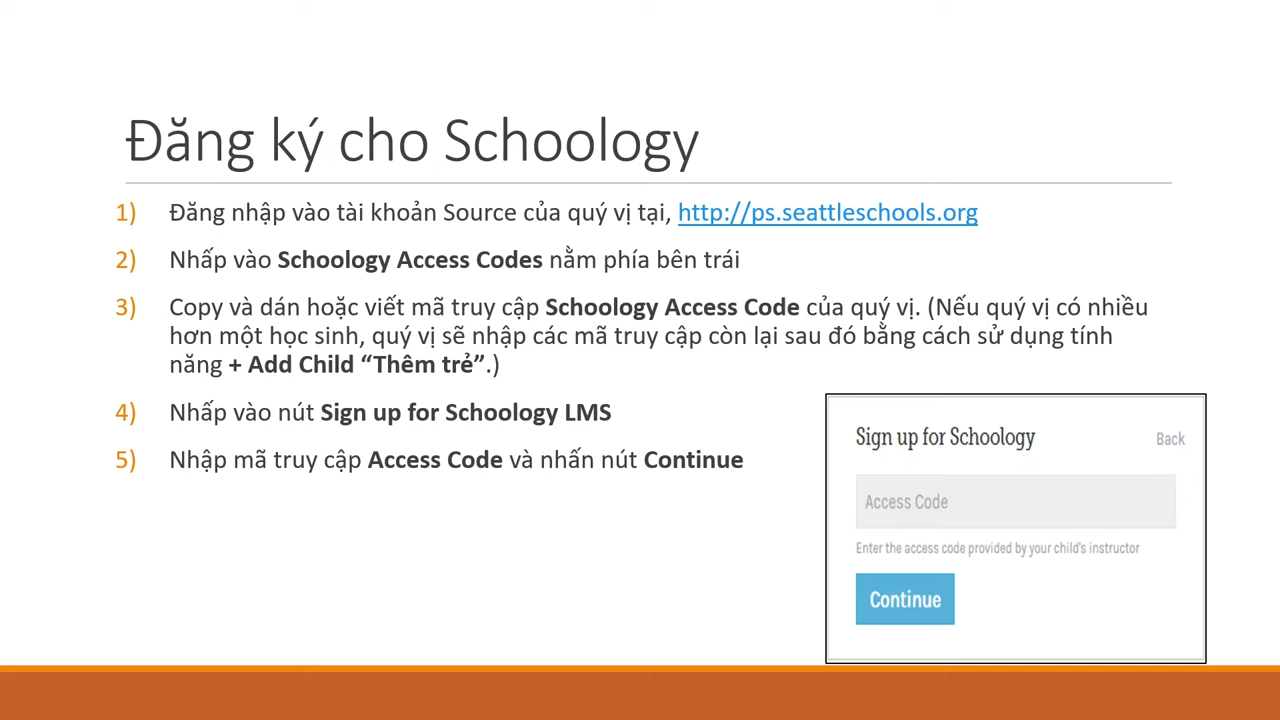 Đăng ký cho Schoology
1) Đăng nhập vào tài khoản Source của quý vị tại, http://ps.seattleschools.org
2) Nhấp vào Schoology Access Codes nằm phía bên trái
3) Copy và dán hoặc viết mã truy cập Schoology Access Code của quý vị. (Nếu quý vị có nhiều
hơn một học sinh, quý vị sẽ nhập các mã truy cập còn lại sau đó bằng cách sử dụng tính
năng + Add Child “Thêm trẻ”.)
4) Nhấp vào nút Sign up for Schoology LMS
5) Nhập mã truy cập Access Code và nhấn nút Continue
Sign up for Schoology
Back
Access Code
Enter the access code provided by your child's instructor
Continue